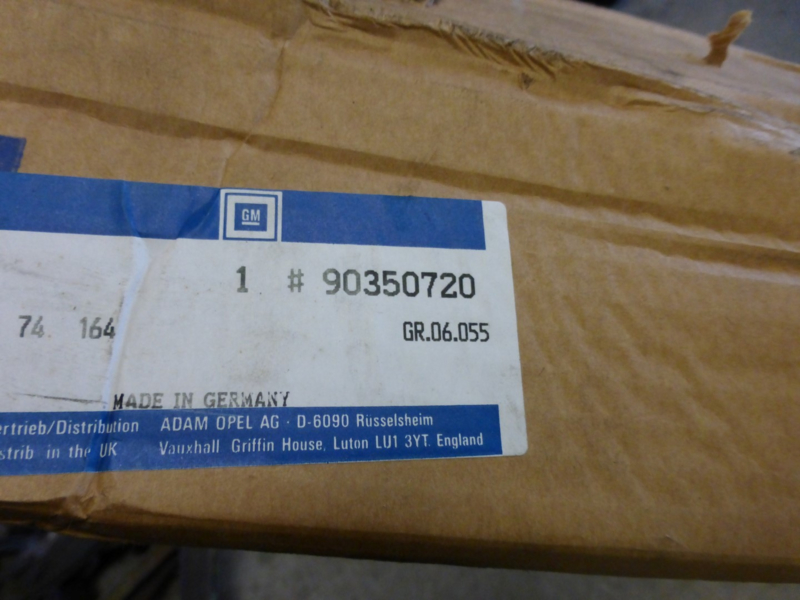 GM
1 # 90350720
74 164
GR.06.055
MADE IN GERMANY
ertrieb/Distribution ADAM OPEL AG · D-6090 Rüsselsheim
strib in the UK Vauxhall Griffin House, Luton LU1 3YT England